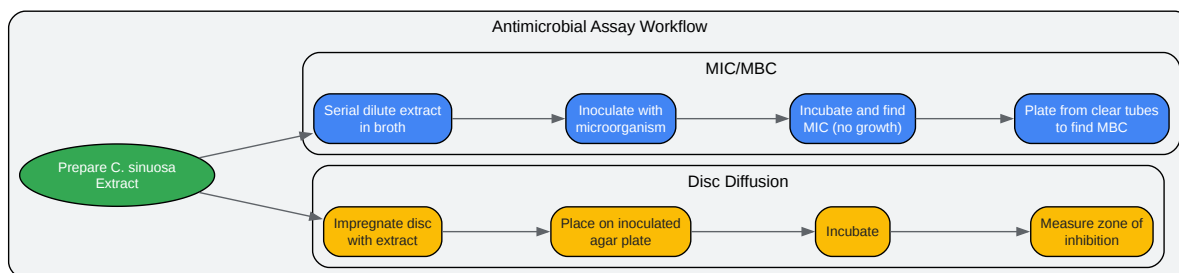 Antimicrobial Assay Workflow
MIC/MBC
Serial dilute extract
in broth
Inoculate with
microorganism
Incubate and find
MIC (no growth)
Plate from clear tubes
to find MBC
Prepare C. sinuosa
Extract
Disc Diffusion
Impregnate disc
with extract
Place on inoculated
agar plate
Incubate
Measure zone of
inhibition